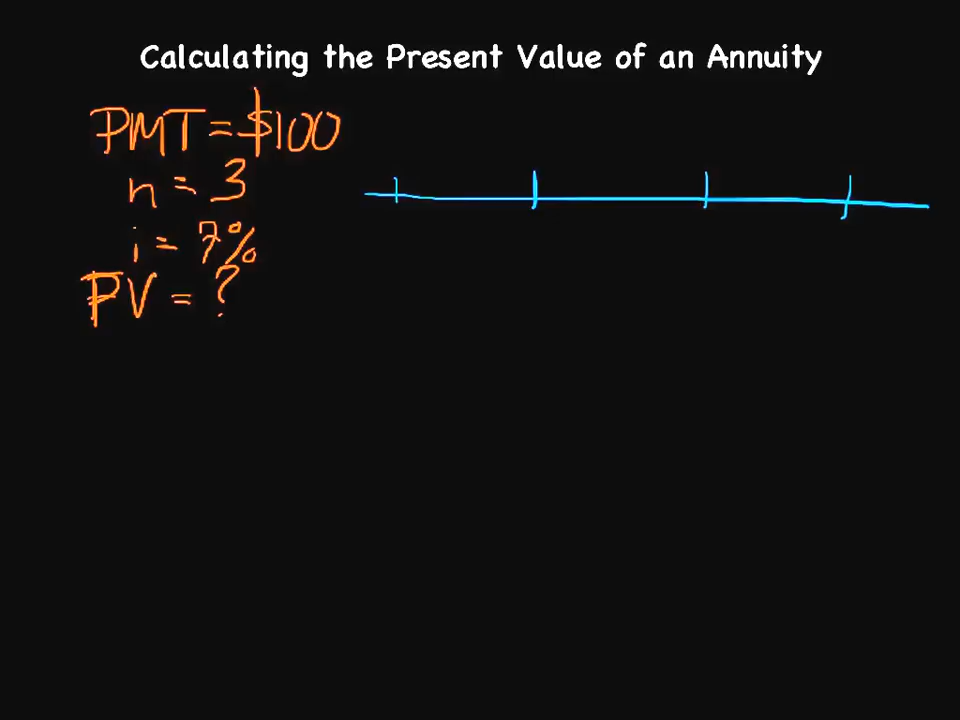 Calculating the Present Value of an Annuity
PMT = $100
n = 3
i = 7%
PV = ?